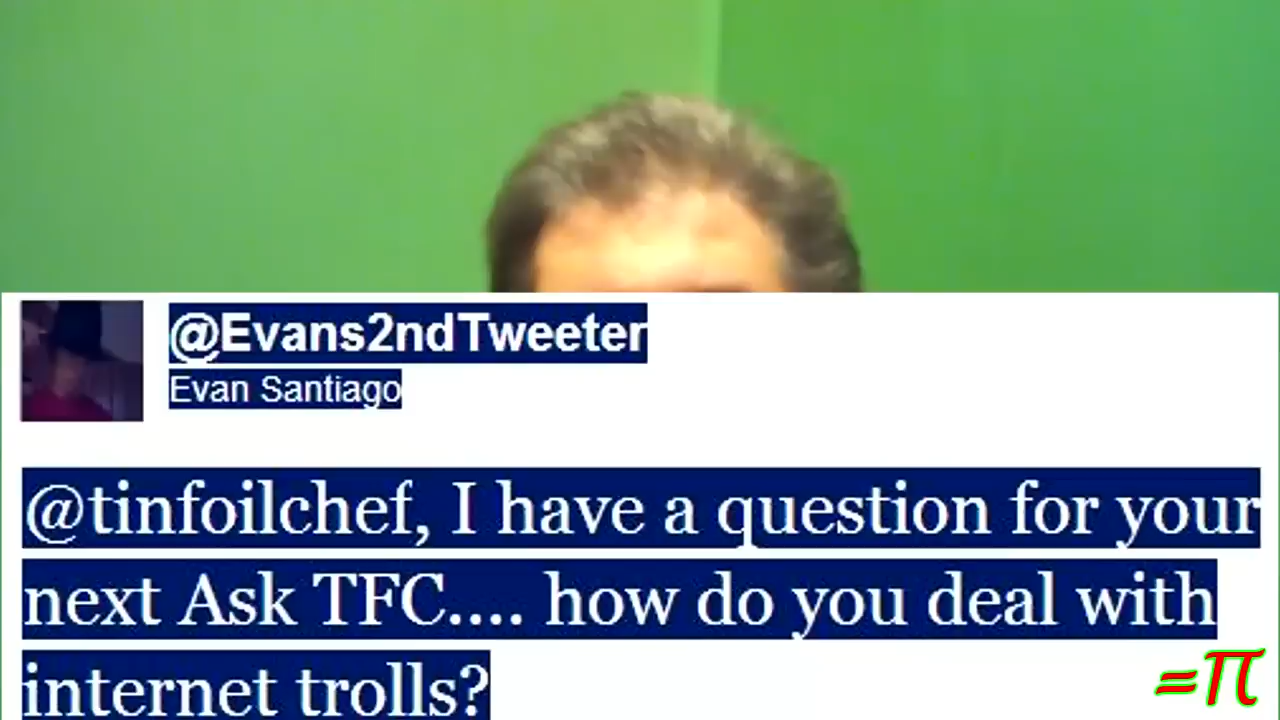 @Evans2ndTweeter
Evan Santiago
@tinfoilchef, I have a question for your
next Ask TFC.... how do you deal with
internet trolls?
=π